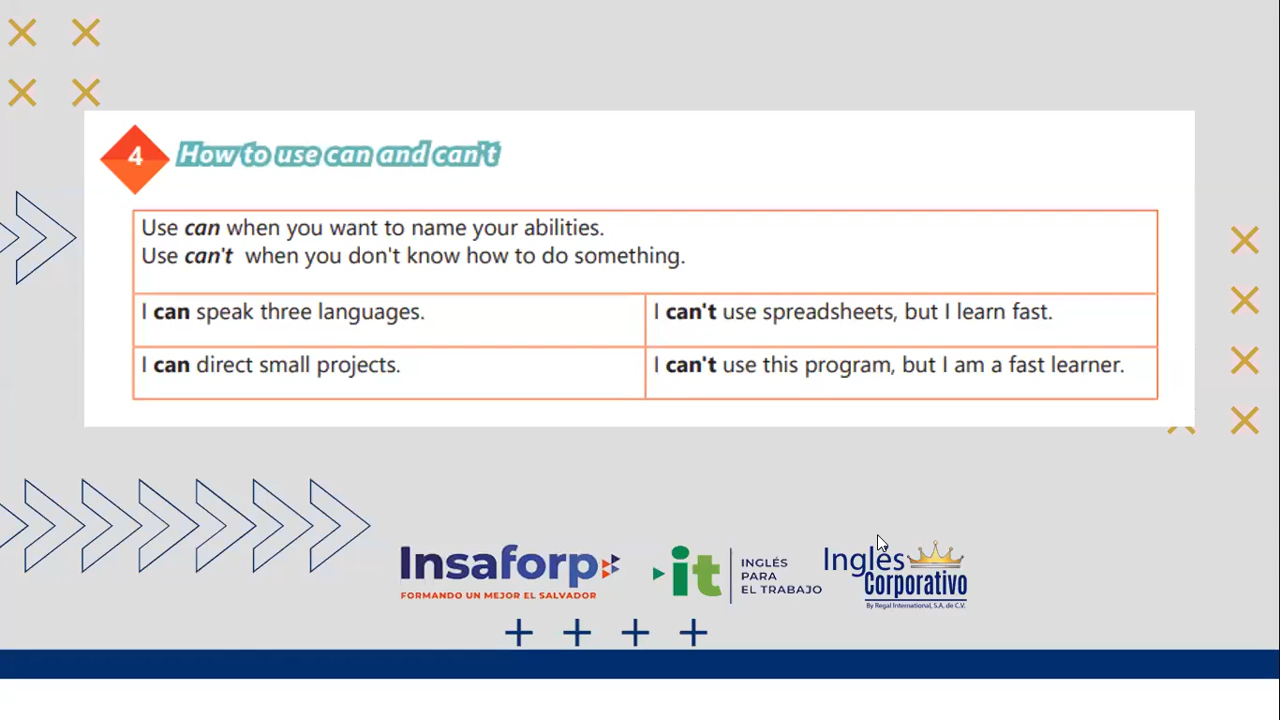 4
How to use can and can't
Use can when you want to name your abilities.
Use can't when you don't know how to do something.
I can speak three languages.
I can't use spreadsheets, but I learn fast.
I can direct small projects.
I can't use this program, but I am a fast learner.
Insaforp
FORMANDO UN MEJOR EL SALVADOR
it
INGLÉS
PARA
EL TRABAJO
Inglés
Corporativo
By Regal International, S.A. de C.V.